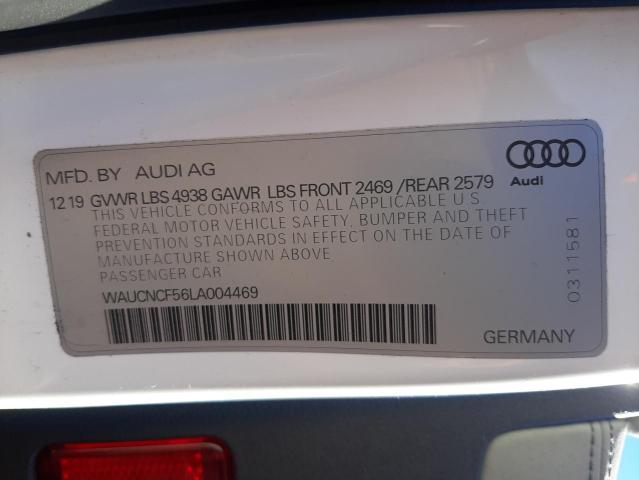 MFD. BY AUDI AG
12 19 GVWR LBS 4938 GAWR LBS FRONT 2469 /REAR 2579
THIS VEHICLE CONFORMS TO ALL APPLICABLE U S
FEDERAL MOTOR VEHICLE SAFETY, BUMPER AND THEFT
PREVENTION STANDARDS IN EFFECT ON THE DATE OF
MANUFACTURE SHOWN ABOVE
PASSENGER CAR
WAUCNCF56LA004469
Audi
0311581
GERMANY